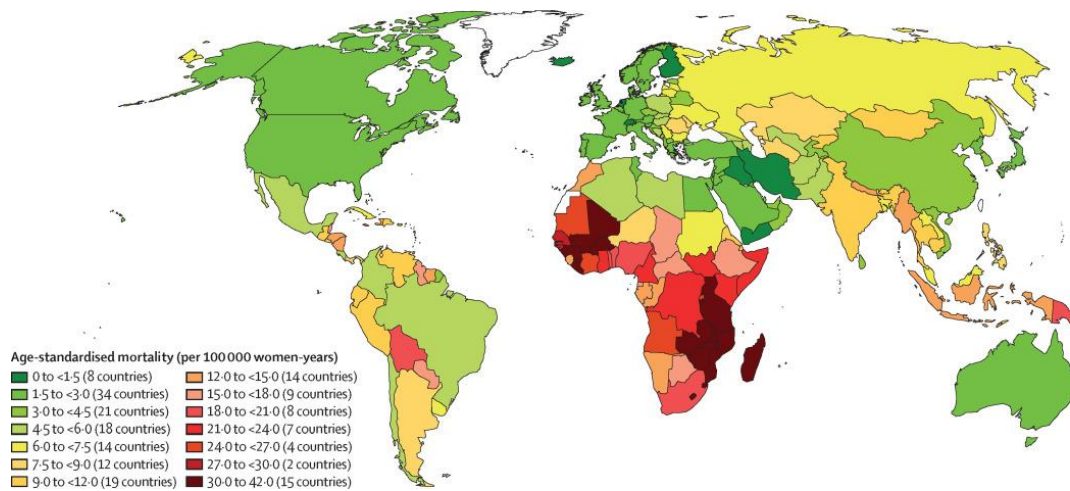 Age-standardised mortality (per 100 000 women-years)
0 to <1·5 (8 countries)
1·5 to <3·0 (34 countries)
3·0 to <4·5 (21 countries)
4·5 to <6·0 (18 countries)
6·0 to <7·5 (14 countries)
7·5 to <9·0 (12 countries)
9·0 to <12·0 (19 countries)
12·0 to <15·0 (14 countries)
15·0 to <18·0 (9 countries)
18·0 to <21·0 (8 countries)
21·0 to <24·0 (7 countries)
24·0 to <27·0 (4 countries)
27·0 to <30·0 (2 countries)
30·0 to 42·0 (15 countries)